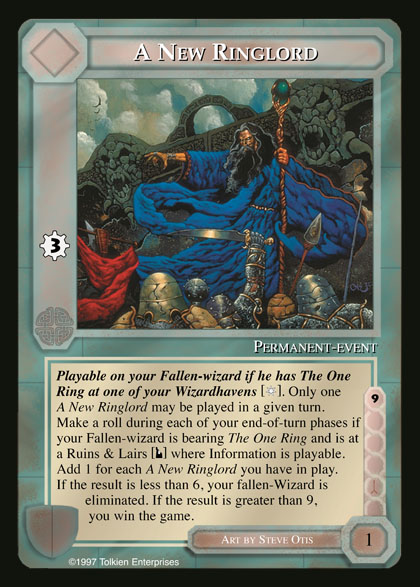 A New Ringlord
3
Permanent-event
Playable on your Fallen-wizard if he has The One
Ring at one of your Wizardhavens [ ]. Only one
A New Ringlord may be played in a given turn.
Make a roll during each of your end-of-turn phases if
your Fallen-wizard is bearing The One Ring and is at
a Ruins & Lairs [ ] where Information is playable.
Add 1 for each A New Ringlord you have in play.
If the result is less than 6, your fallen-Wizard is
eliminated. If the result is greater than 9,
you win the game.
9
Art by Steve Otis
1
©1997 Tolkien Enterprises